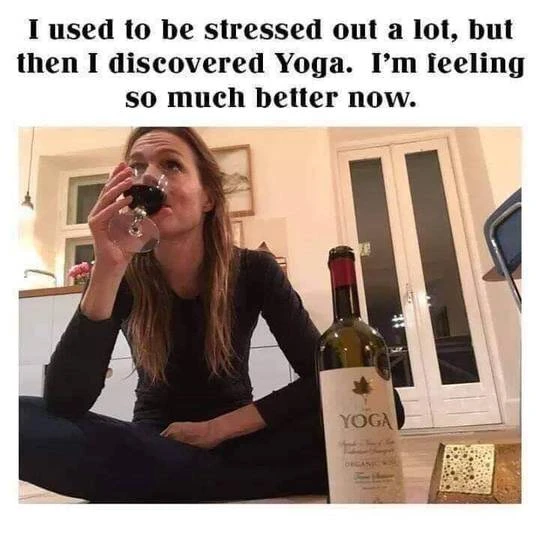 I used to be stressed out a lot, but
then I discovered Yoga. I'm feeling
so much better now.
YOGA
ORGANIC WINE